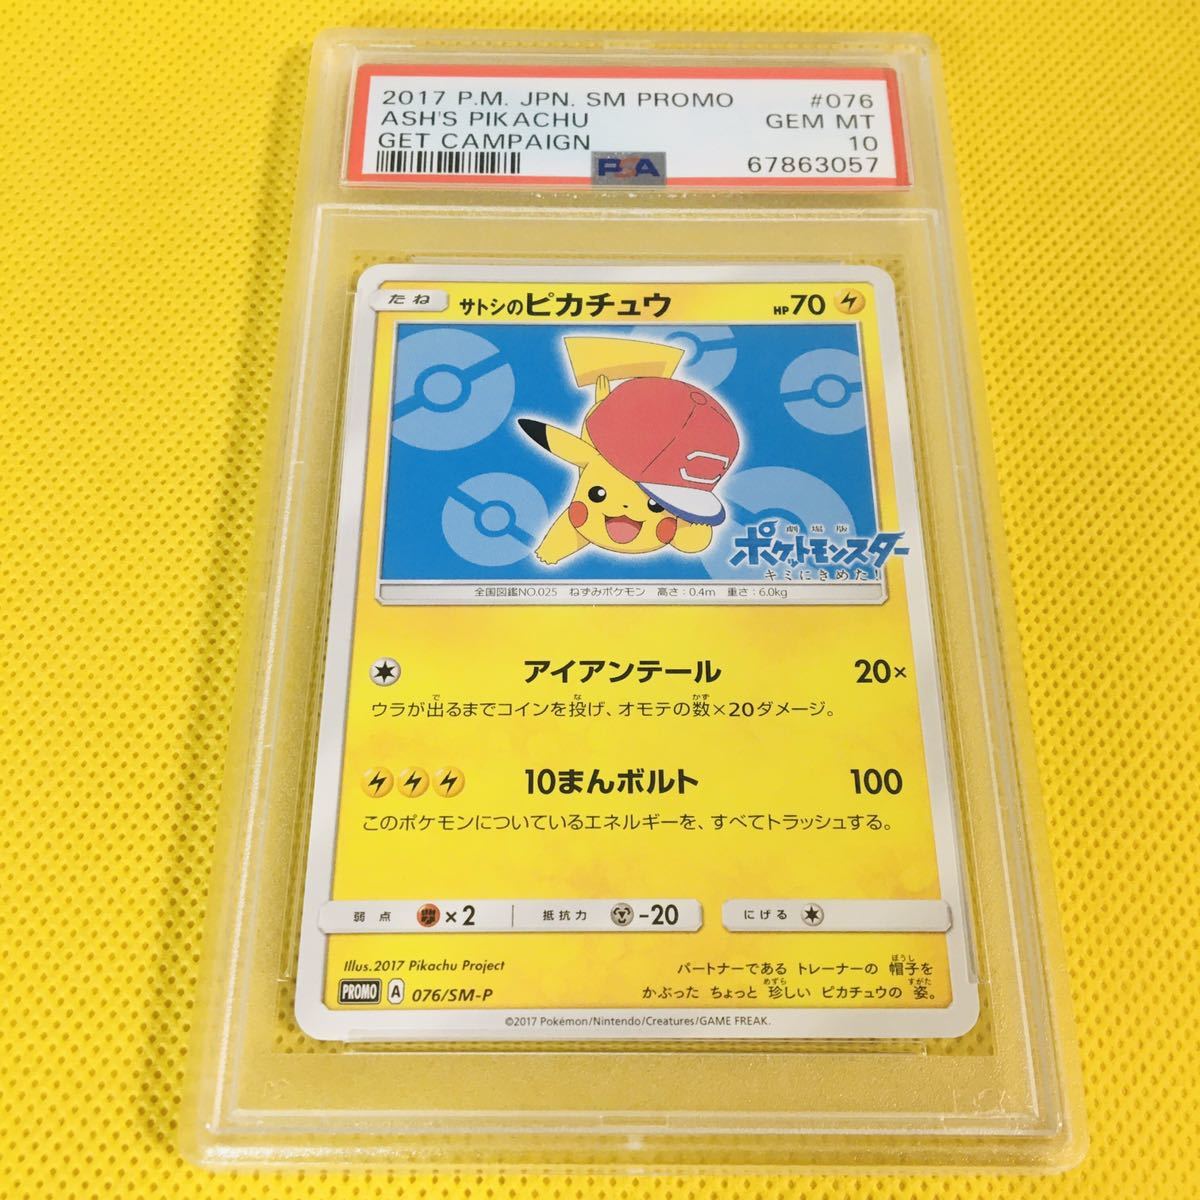 2017 P.M. JPN. SM PROMO #076
ASH'S PIKACHU GEM MT
GET CAMPAIGN 10
PSA 67863057
たね サトシのピカチュウ HP70
劇場版
ポケットモンスター
キミにきめた!
全国図鑑NO.025 ねずみポケモン 高さ:0.4m 重さ:6.0kg
アイアンテール 20×
ウラが出るまでコインを投げ、オモテの数×20ダメージ。
10まんボルト 100
このポケモンについているエネルギーを、すべてトラッシュする。
弱点 ×2 抵抗力 -20 にげる
Illus.2017 Pikachu Project
パートナーである トレーナーの 帽子を
PROMO A 076/SM-P
かぶった ちょっと 珍しい ピカチュウの 姿。
©2017 Pokémon/Nintendo/Creatures/GAME FREAK.